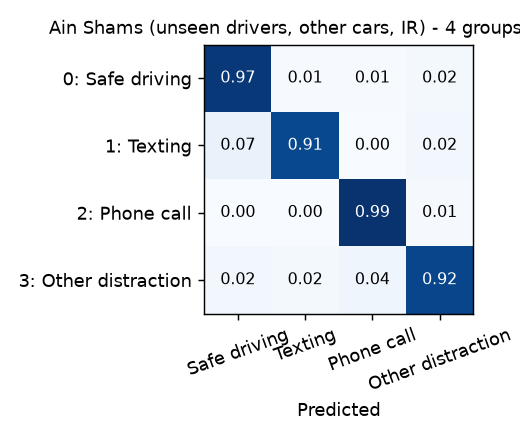 Ain Shams (unseen drivers, other cars, IR) - 4 groups
0: Safe driving 0.97 0.01 0.01 0.02
1: Texting 0.07 0.91 0.00 0.02
2: Phone call 0.00 0.00 0.99 0.01
3: Other distraction 0.02 0.02 0.04 0.92
Safe driving Texting Phone call Other distraction
Predicted